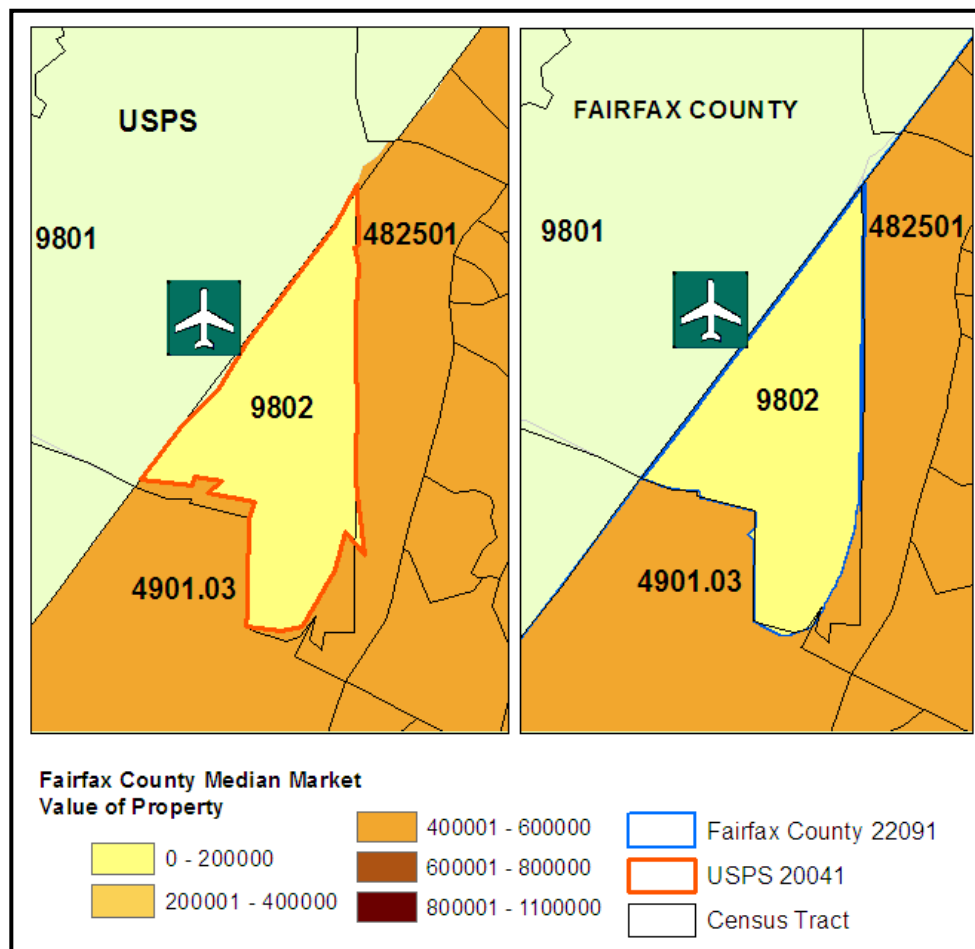 USPS
9801
482501
9802
4901.03
FAIRFAX COUNTY
9801
482501
9802
4901.03
Fairfax County Median Market
Value of Property
0 - 200000
200001 - 400000
400001 - 600000
600001 - 800000
800001 - 1100000
Fairfax County 22091
USPS 20041
Census Tract